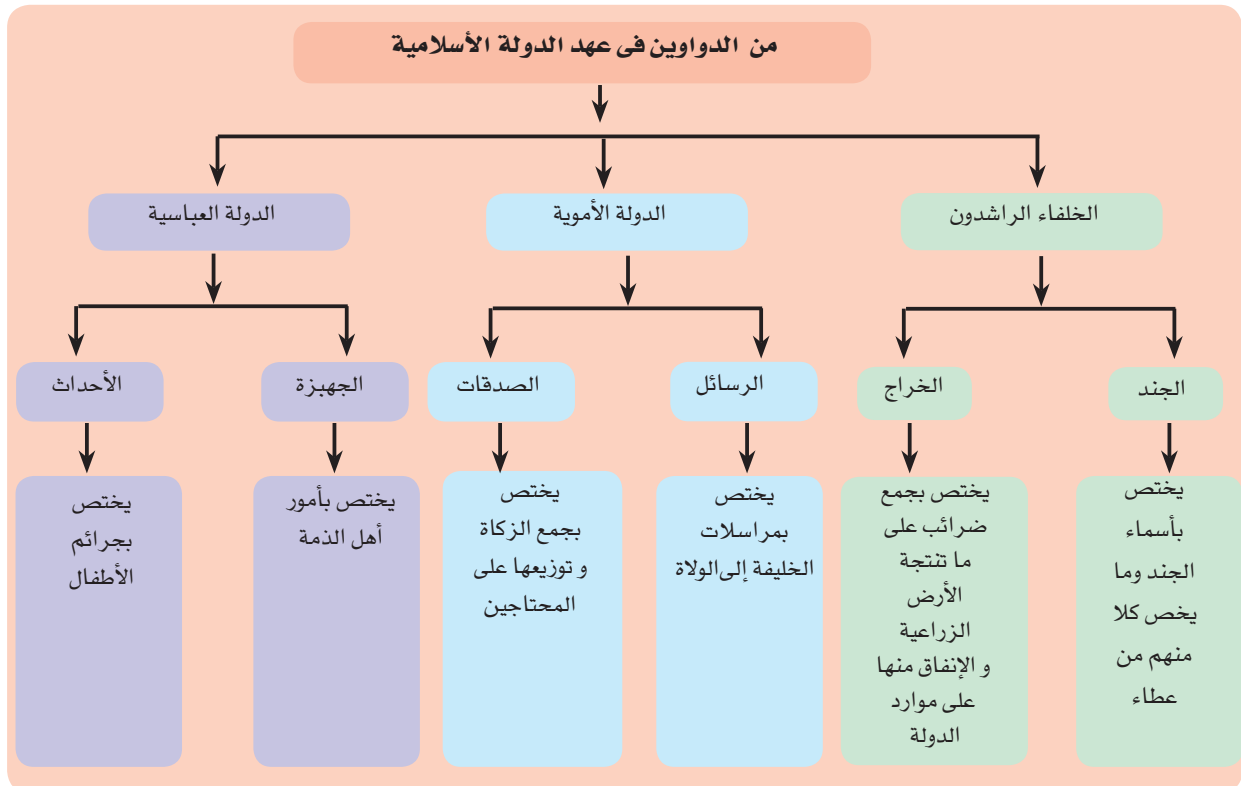 من الدواوين فى عهد الدولة الأسلامية
الخلفاء الراشدون
الدولة الأموية
الدولة العباسية
الجند
الخراج
الرسائل
الصدقات
الجهبزة
الأحداث
يختص
بأسماء
الجند وما
يخص كلا
منهم من
عطاء
يختص بجمع
ضرائب على
ما تنتجة
الأرض
الزراعية
و الإنفاق منها
على موارد
الدولة
يختص
بمراسلات
الخليفة إلى الولاة
يختص
بجمع الزكاة
و توزيعها على
المحتاجين
يختص بأمور
أهل الذمة
يختص
بجرائم
الأطفال